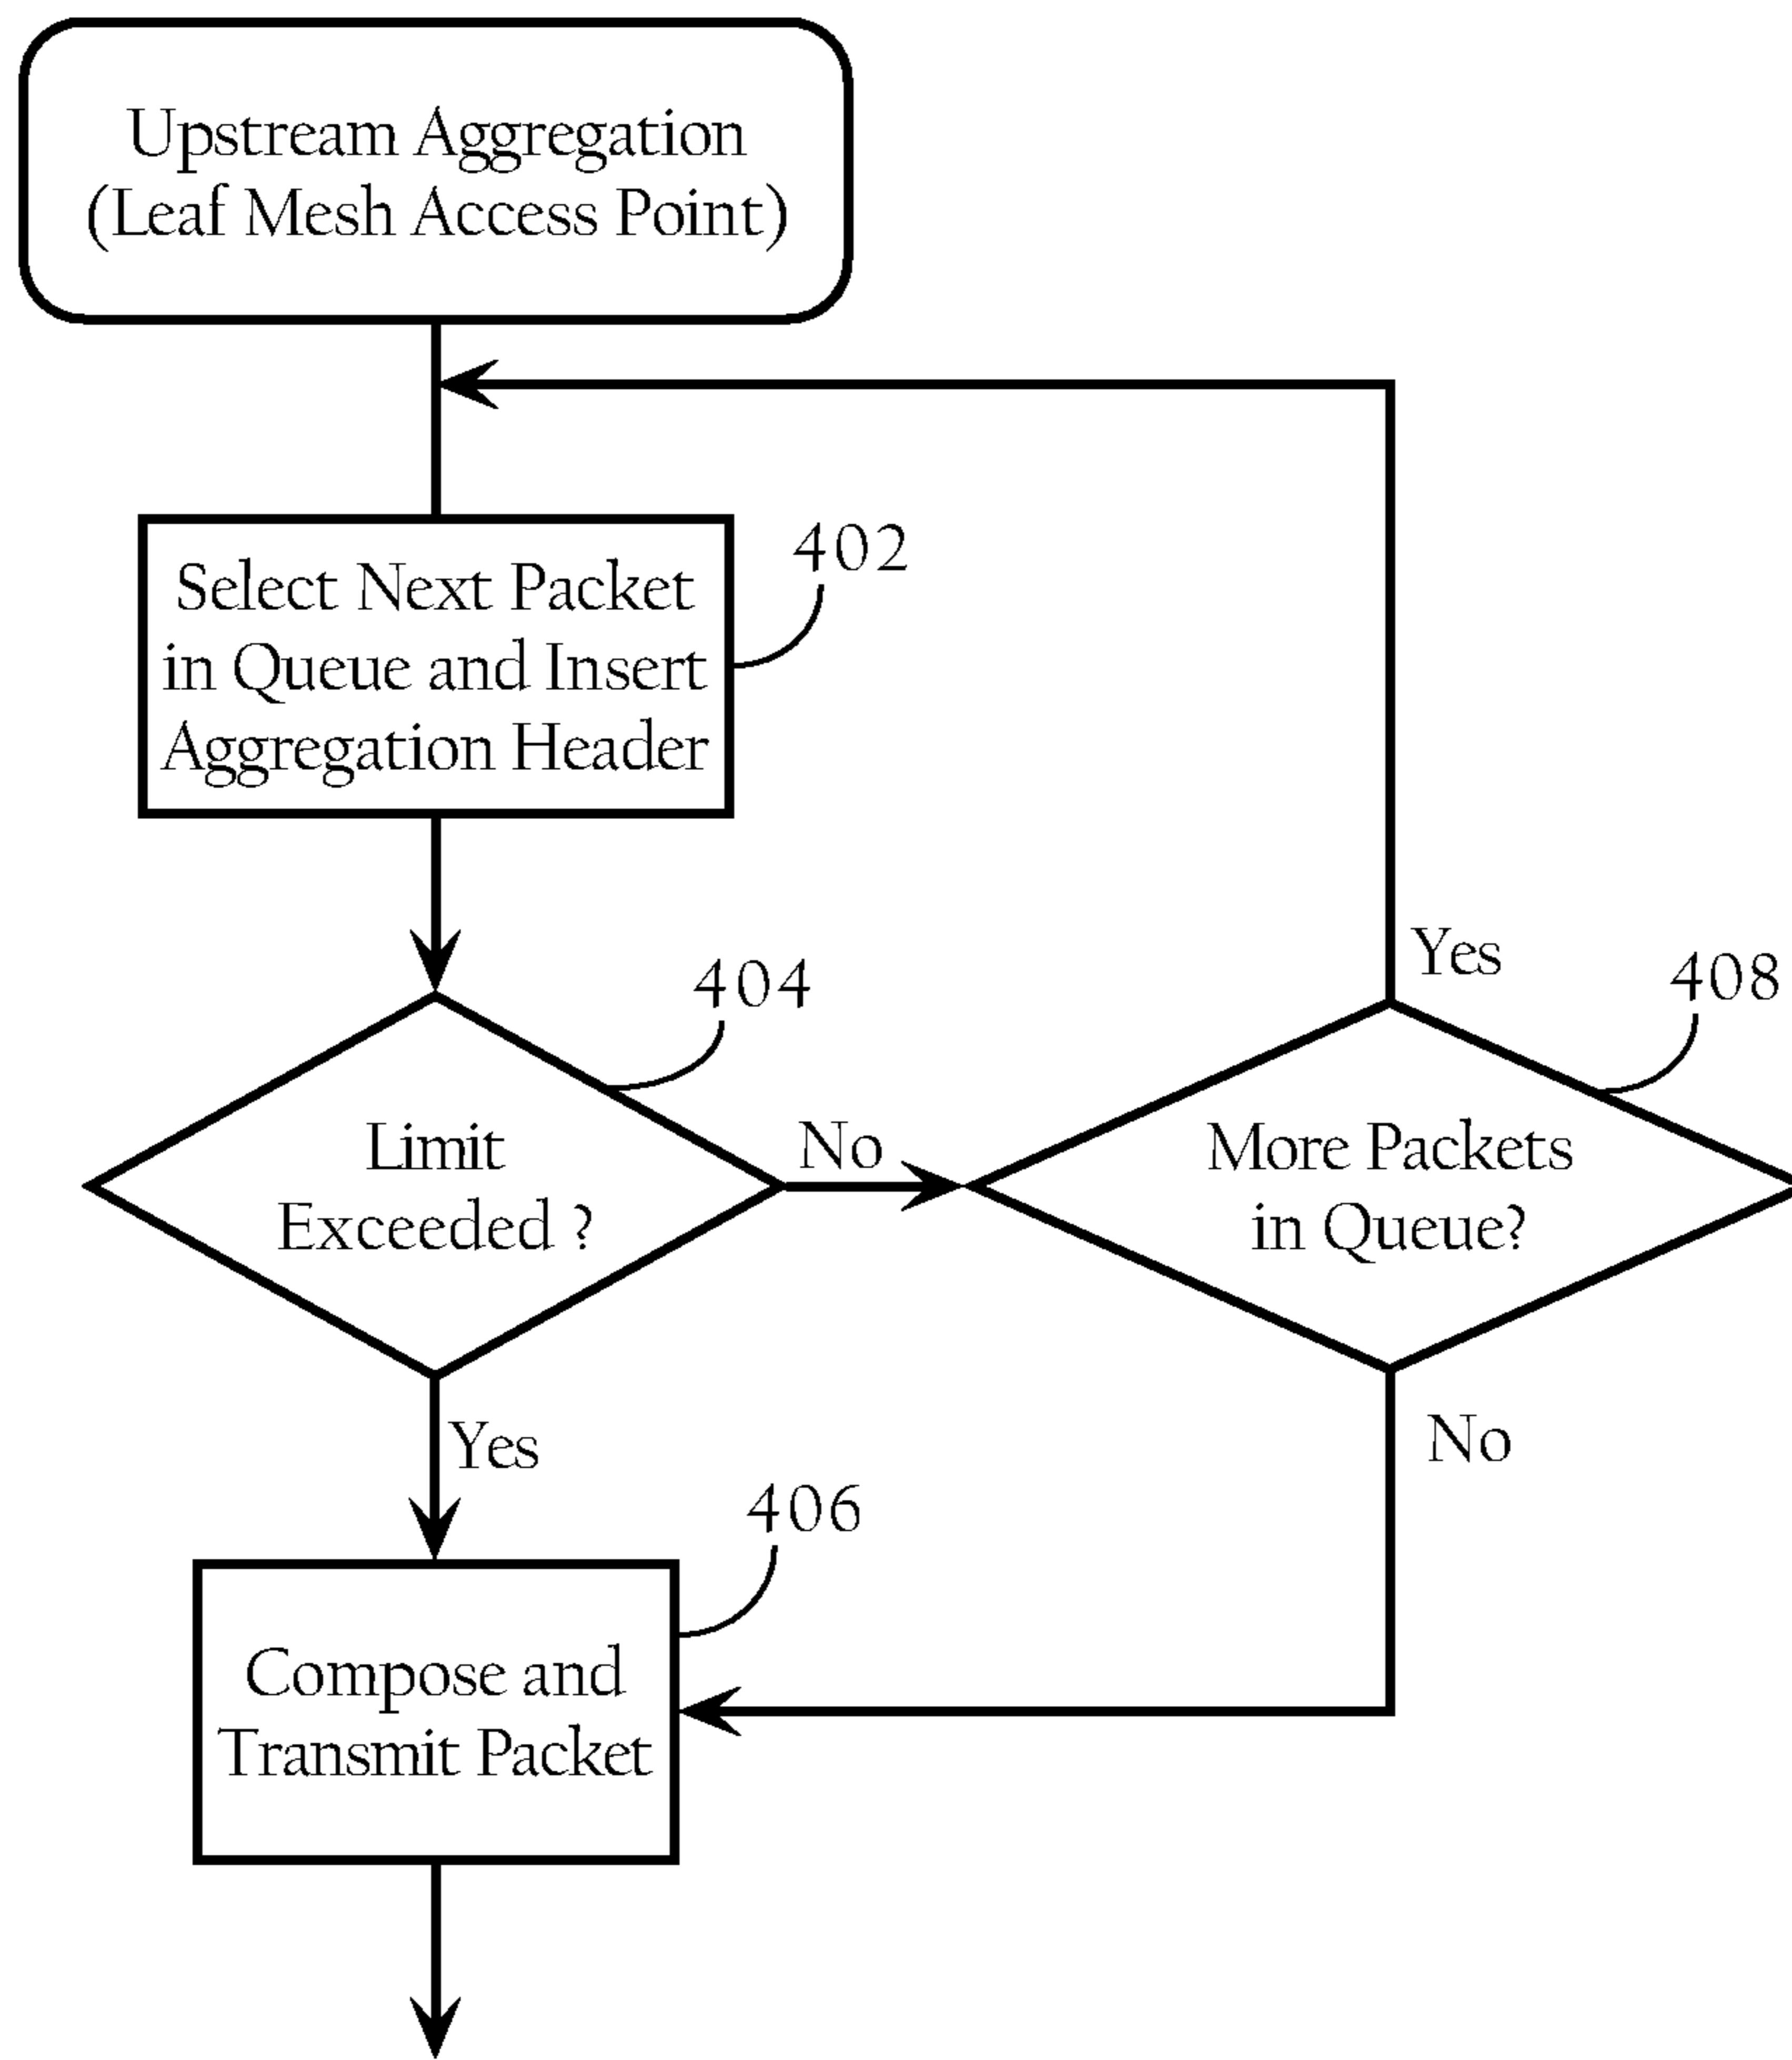 Upstream Aggregation
(Leaf Mesh Access Point)
402
Select Next Packet
in Queue and Insert
Aggregation Header
Yes
404
408
Limit
Exceeded ?
No
More Packets
in Queue?
Yes
No
406
Compose and
Transmit Packet